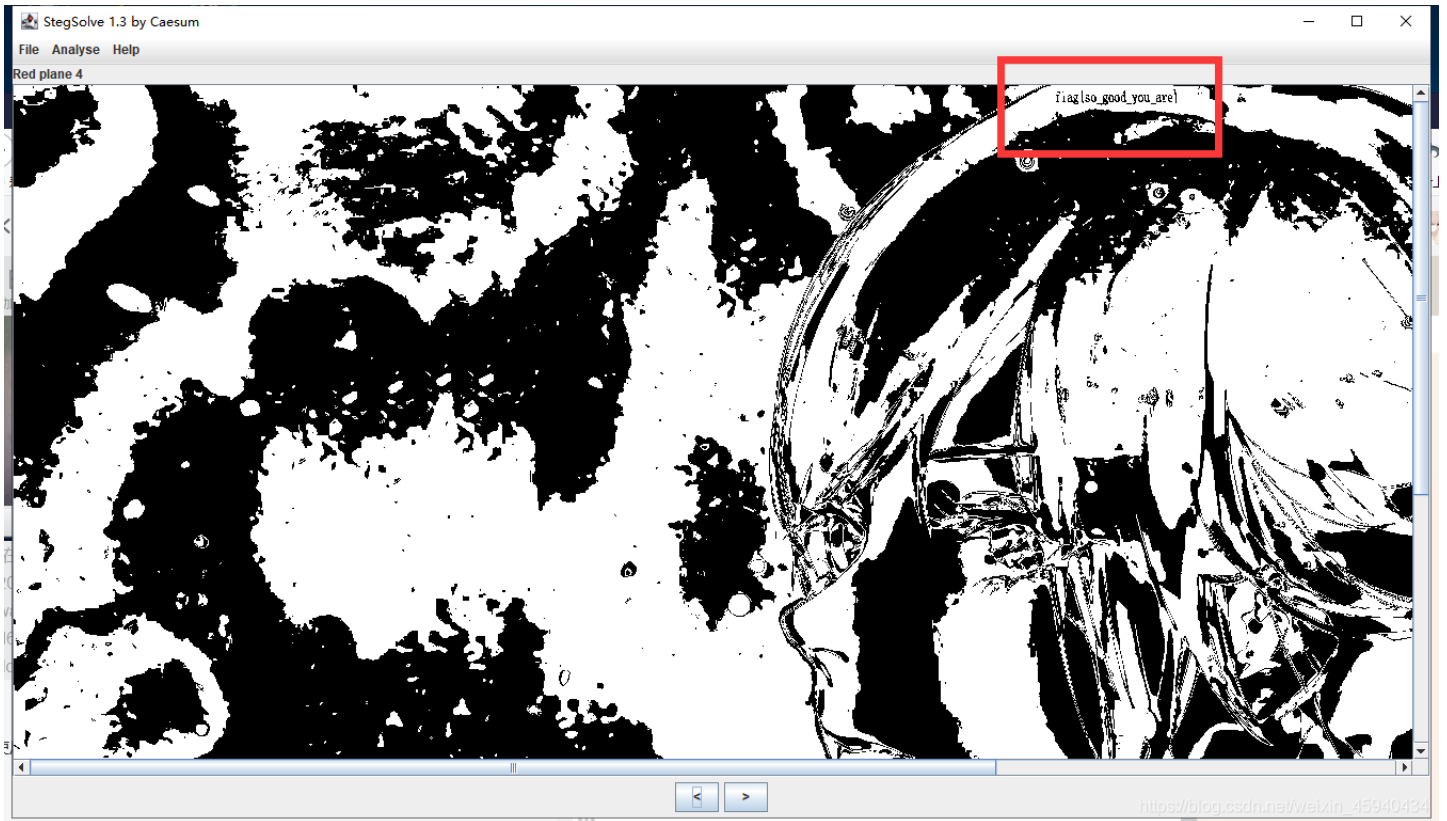 StegSolve 1.3 by Caesum
File Analyse Help
Red plane 4
flag{so_good_you_are}
< >
https://blog.csdn.net/weixin_45940434